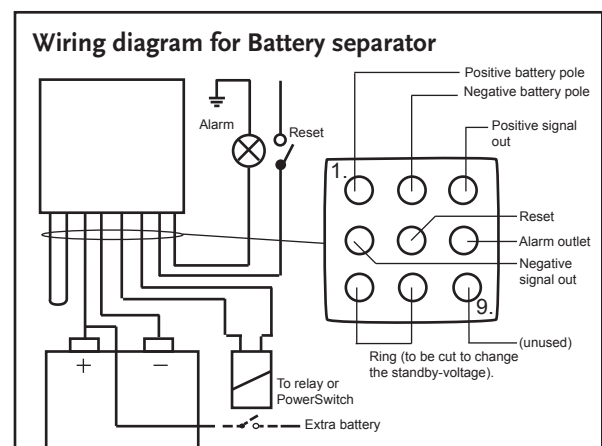 Wiring diagram for Battery separator
Alarm
Reset
+
−
To relay or
PowerSwitch
Extra battery
Positive battery pole
Negative battery pole
Positive signal
out
1.
Reset
Alarm outlet
Negative
signal out
9.
(unused)
Ring (to be cut to change
the standby-voltage).